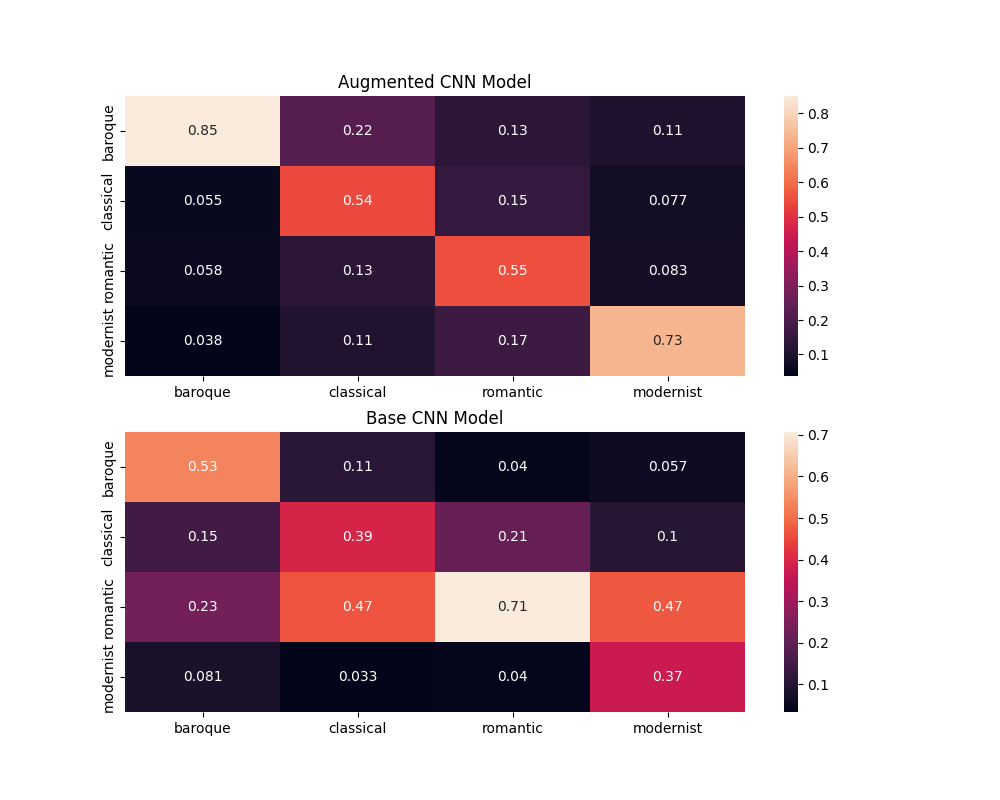 Augmented CNN Model
baroque 0.85 0.22 0.13 0.11
classical 0.055 0.54 0.15 0.077
romantic 0.058 0.13 0.55 0.083
modernist 0.038 0.11 0.17 0.73
baroque classical romantic modernist
0.8
0.7
0.6
0.5
0.4
0.3
0.2
0.1
Base CNN Model
baroque 0.53 0.11 0.04 0.057
classical 0.15 0.39 0.21 0.1
romantic 0.23 0.47 0.71 0.47
modernist 0.081 0.033 0.04 0.37
baroque classical romantic modernist
0.7
0.6
0.5
0.4
0.3
0.2
0.1